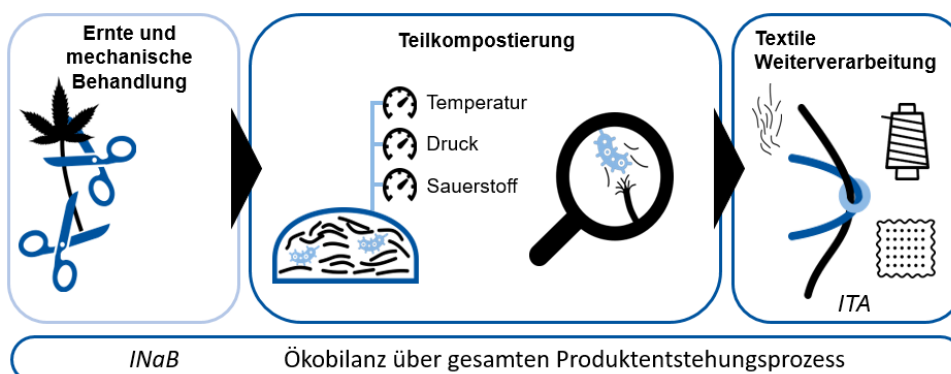 Ernte und
mechanische
Behandlung
Teilkompostierung
Temperatur
Druck
Sauerstoff
Textile
Weiterverarbeitung
ITA
INaB Ökobilanz über gesamten Produktentstehungsprozess